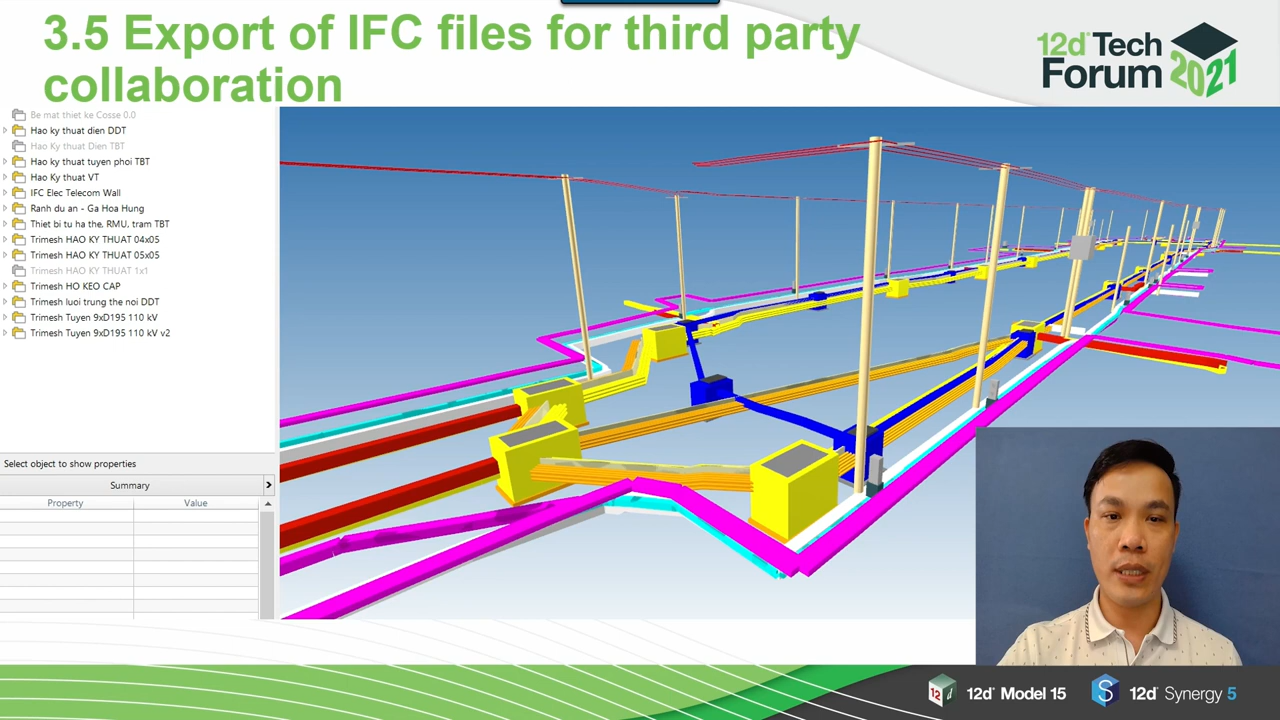 3.5 Export of IFC files for third party
collaboration
12d Tech
Forum 2021
Be mat thiet ke Cosse 0.0
Hao ky thuat dien DDT
Hao Ky thuat Dien TBT
Hao ky thuat tuyen phoi TBT
Hao Ky thuat VT
IFC Elec Telecom Wall
Ranh du an - Ga Hoa Hung
Thiet bi tu ha the, RMU, tram TBT
Trimesh HAO KY THUAT 04x05
Trimesh HAO KY THUAT 05x05
Trimesh HAO KY THUAT 1x1
Trimesh HO KEO CAP
Trimesh luoi trung the noi DDT
Trimesh Tuyen 9xD195 110 kV
Trimesh Tuyen 9xD195 110 kV v2
Select object to show properties
Summary
Property Value
12d 12d Model 15 12d Synergy 5